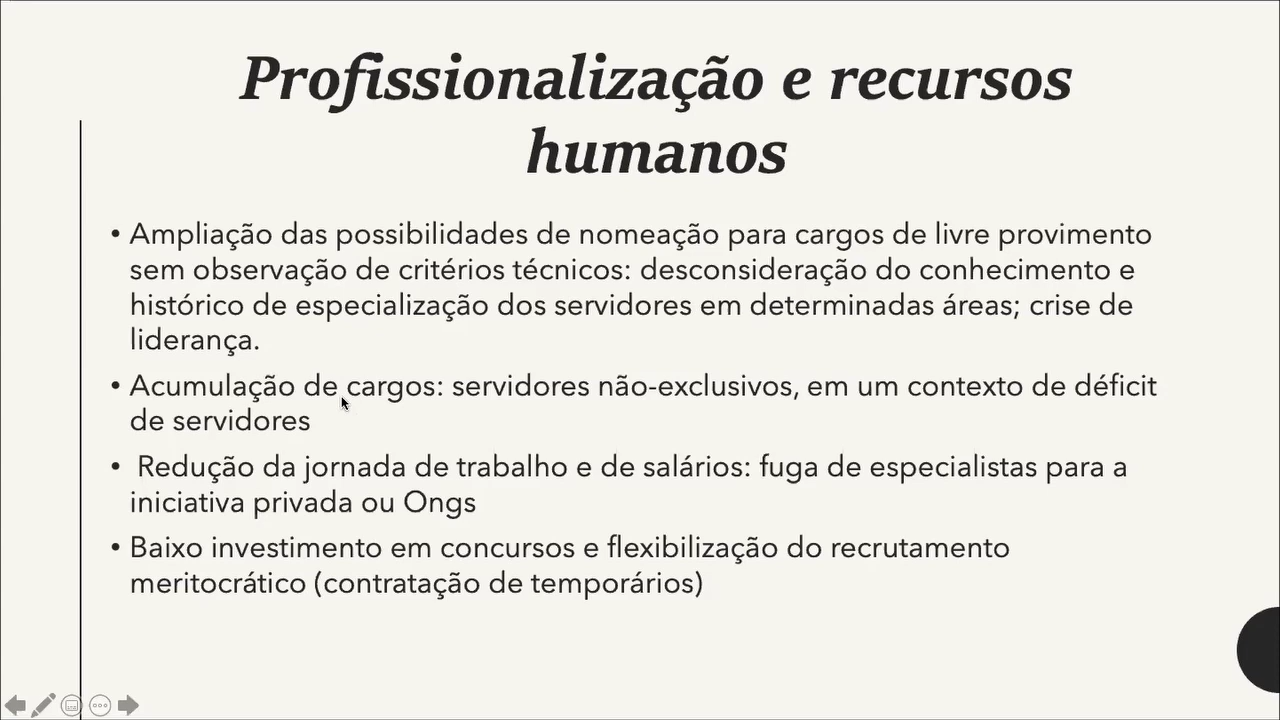 Profissionalização e recursos
humanos
• Ampliação das possibilidades de nomeação para cargos de livre provimento
sem observação de critérios técnicos: desconsideração do conhecimento e
histórico de especialização dos servidores em determinadas áreas; crise de
liderança.
• Acumulação de cargos: servidores não-exclusivos, em um contexto de déficit
de servidores
• Redução da jornada de trabalho e de salários: fuga de especialistas para a
iniciativa privada ou Ongs
• Baixo investimento em concursos e flexibilização do recrutamento
meritocrático (contratação de temporários)